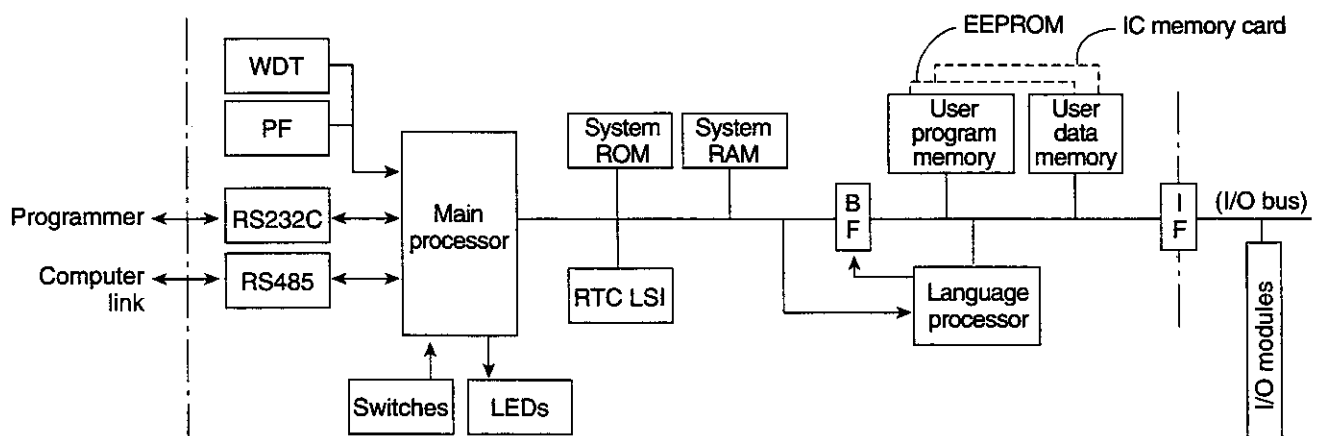 EEPROM
IC memory card
WDT
PF
System
ROM
System
RAM
User
program
memory
User
data
memory
Programmer
RS232C
Main
processor
B
F
I
F
(I/O bus)
Computer
link
RS485
RTC LSI
Language
processor
I/O modules
Switches
LEDs